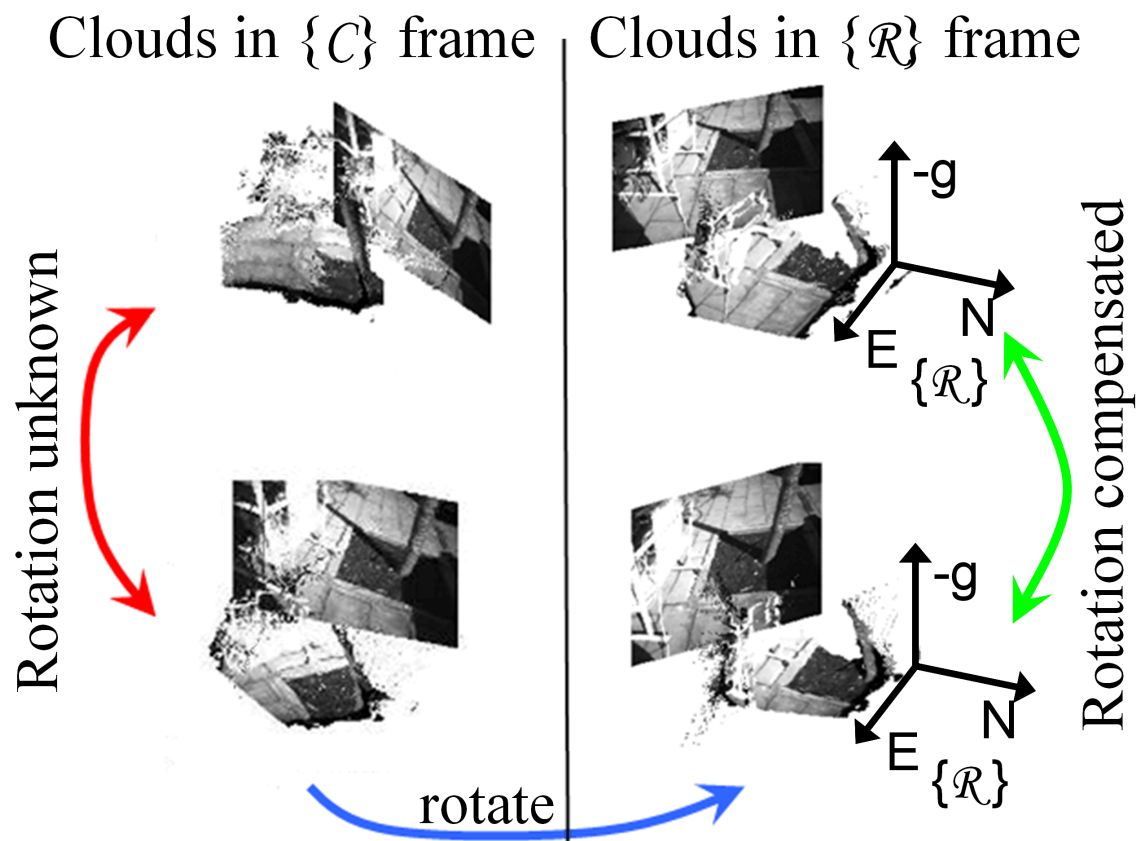 Clouds in {C} frame
Clouds in {R} frame
Rotation unknown
-g
N
E
{R}
Rotation compensated
-g
N
E
{R}
rotate